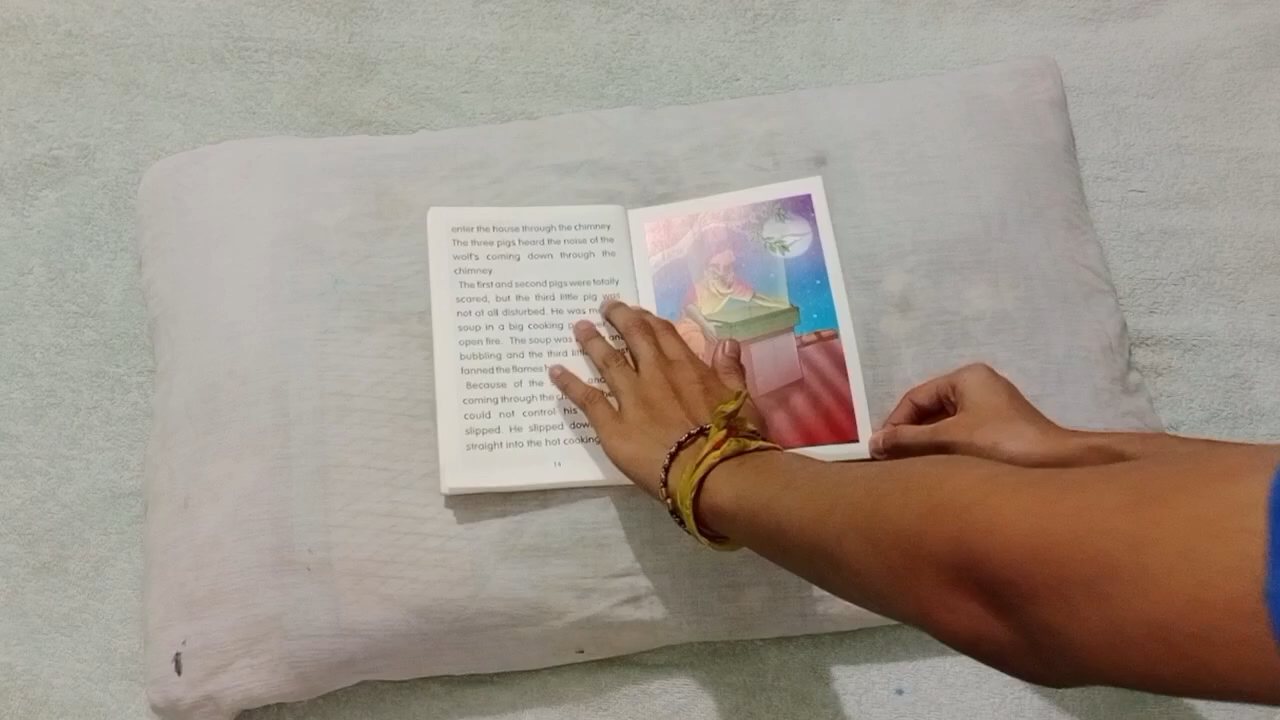 enter the house through the chimney.
The three pigs heard the noise of the
wolf's coming down through the
chimney.
The first and second pigs were totally
scared, but the third little pig was
not at all disturbed. He was
soup in a big cooking
open fire. The soup was and
bubbling and the third
fanned the flames
Because of the and
coming through the
could not control his
slipped. He slipped
straight into the hot cooking
14